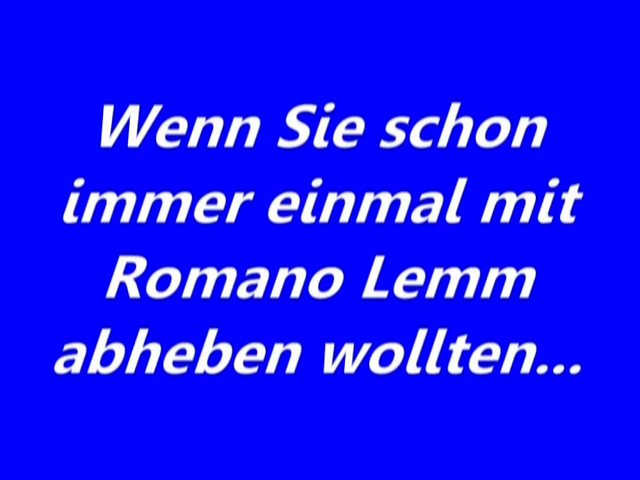 Wenn Sie schon
immer einmal mit
Romano Lemm
abheben wollten...